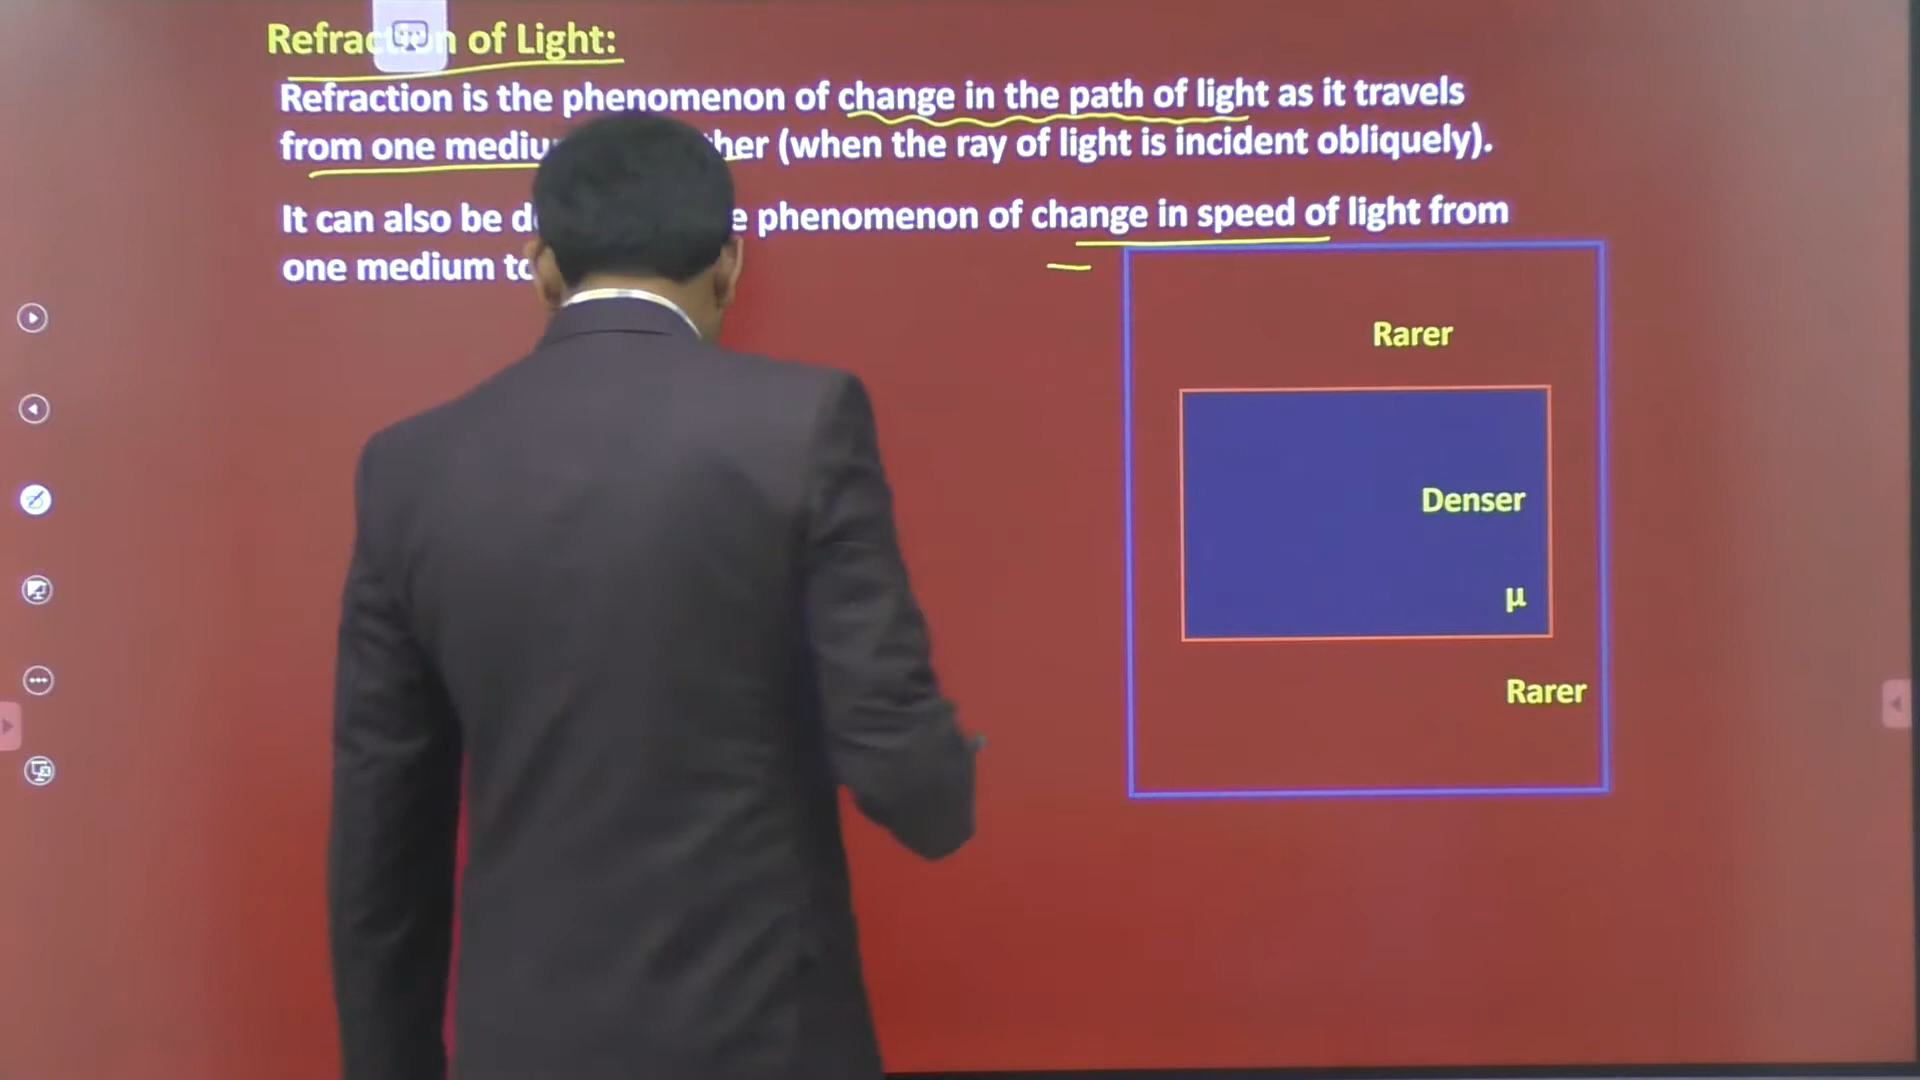 Refraction of Light:
Refraction is the phenomenon of change in the path of light as it travels
from one medium her (when the ray of light is incident obliquely).
It can also be phenomenon of change in speed of light from
one medium to
Rarer
Denser
μ
Rarer